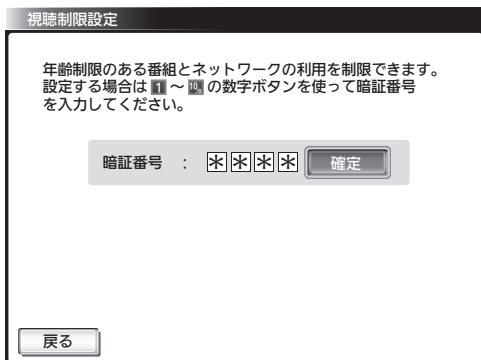 視聴制限設定
年齢制限のある番組とネットワークの利用を制限できます。
設定する場合は 1 ～ 10 の数字ボタンを使って暗証番号
を入力してください。
暗証番号 : ＊＊＊＊ 確定
戻る